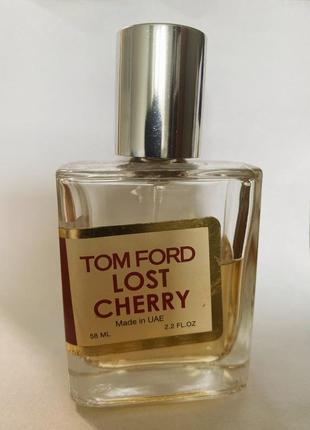 TOM FORD
LOST
CHERRY
Made in UAE
58 ML 2.2 FL.OZ